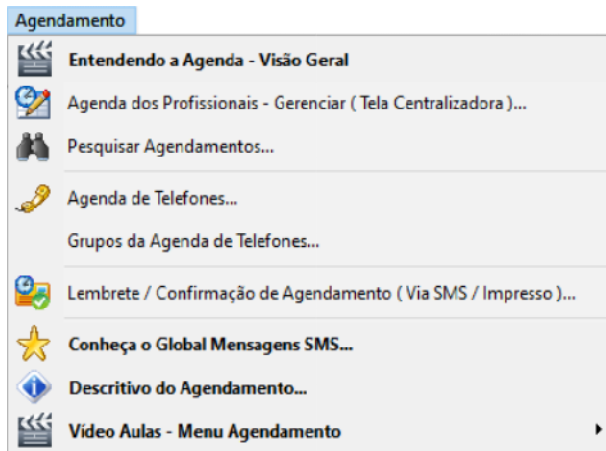 Agendamento
Entendendo a Agenda - Visão Geral
Agenda dos Profissionais - Gerenciar ( Tela Centralizadora )...
Pesquisar Agendamentos...
Agenda de Telefones...
Grupos da Agenda de Telefones...
Lembrete / Confirmação de Agendamento ( Via SMS / Impresso )...
Conheça o Global Mensagens SMS...
Descritivo do Agendamento...
Vídeo Aulas - Menu Agendamento